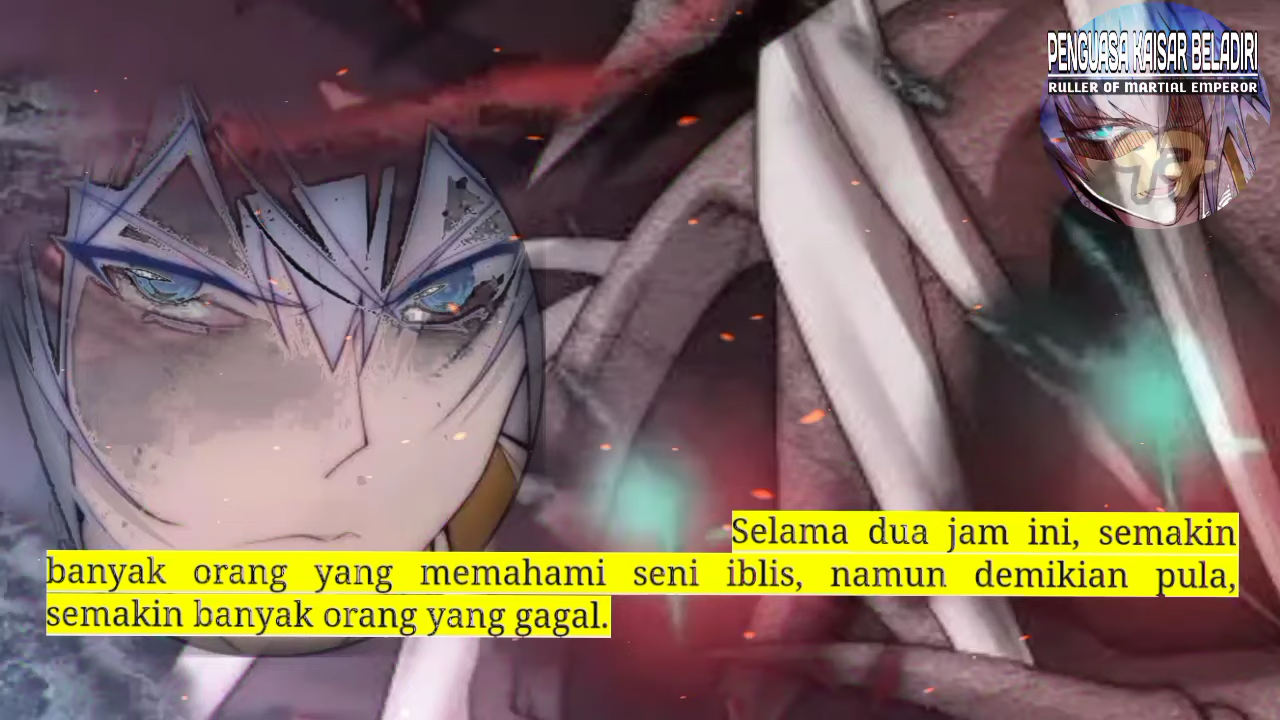 PENGUASA KAISAR BELADIRI
RULLER OF MARTIAL EMPEROR
Selama dua jam ini, semakin
banyak orang yang memahami seni iblis, namun demikian pula,
semakin banyak orang yang gagal.